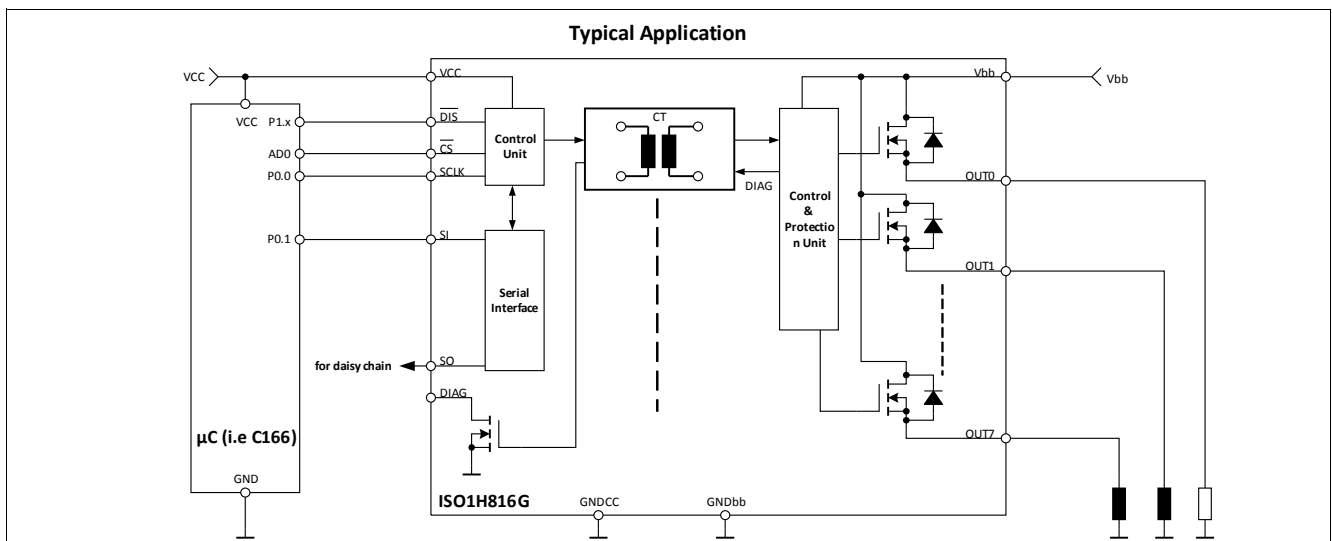 Typical Application
VCC
VCC
Vbb
Vbb
VCC
P1.x
DIS
AD0
CS
P0.0
SCLK
Control
Unit
CT
DIAG
OUT0
Control
&
Protectio
n Unit
P0.1
SI
OUT1
Serial
Interface
for daisy chain
SO
DIAG
µC (i.e C166)
OUT7
GND
ISO1H816G
GNDCC
GNDbb